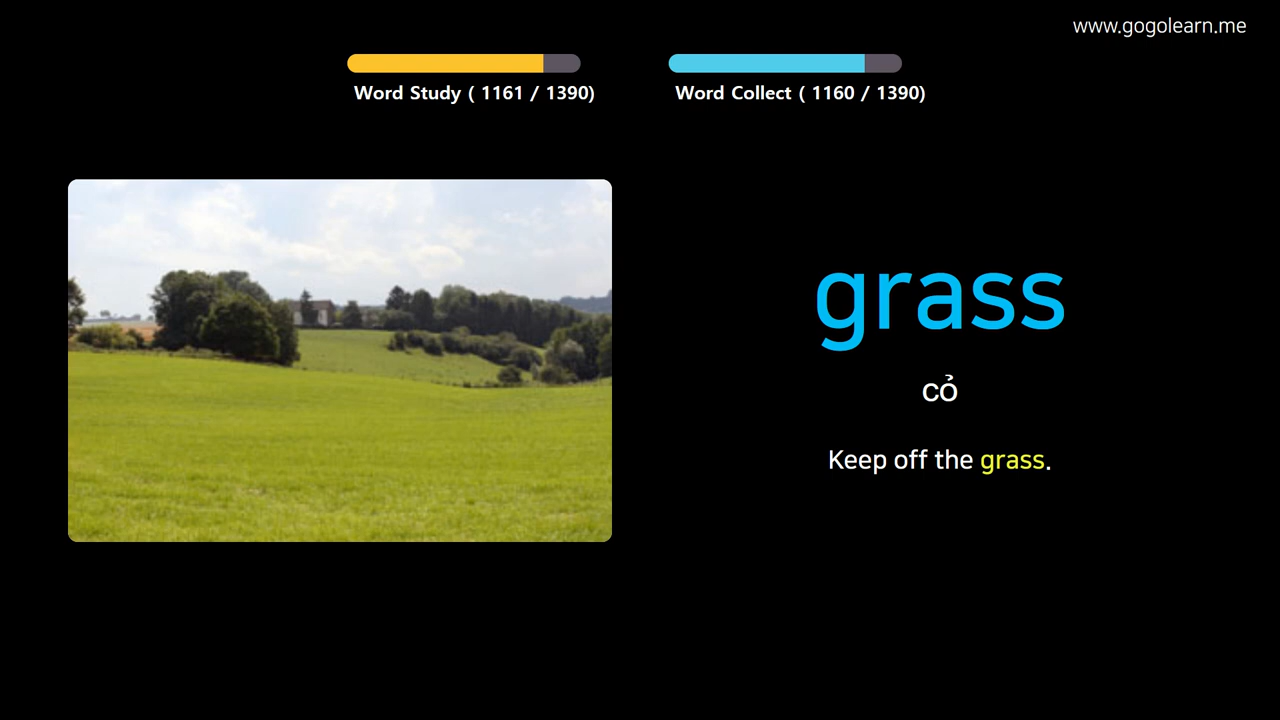 www.gogolearn.me
Word Study ( 1161 / 1390)
Word Collect ( 1160 / 1390)
grass
cỏ
Keep off the grass.